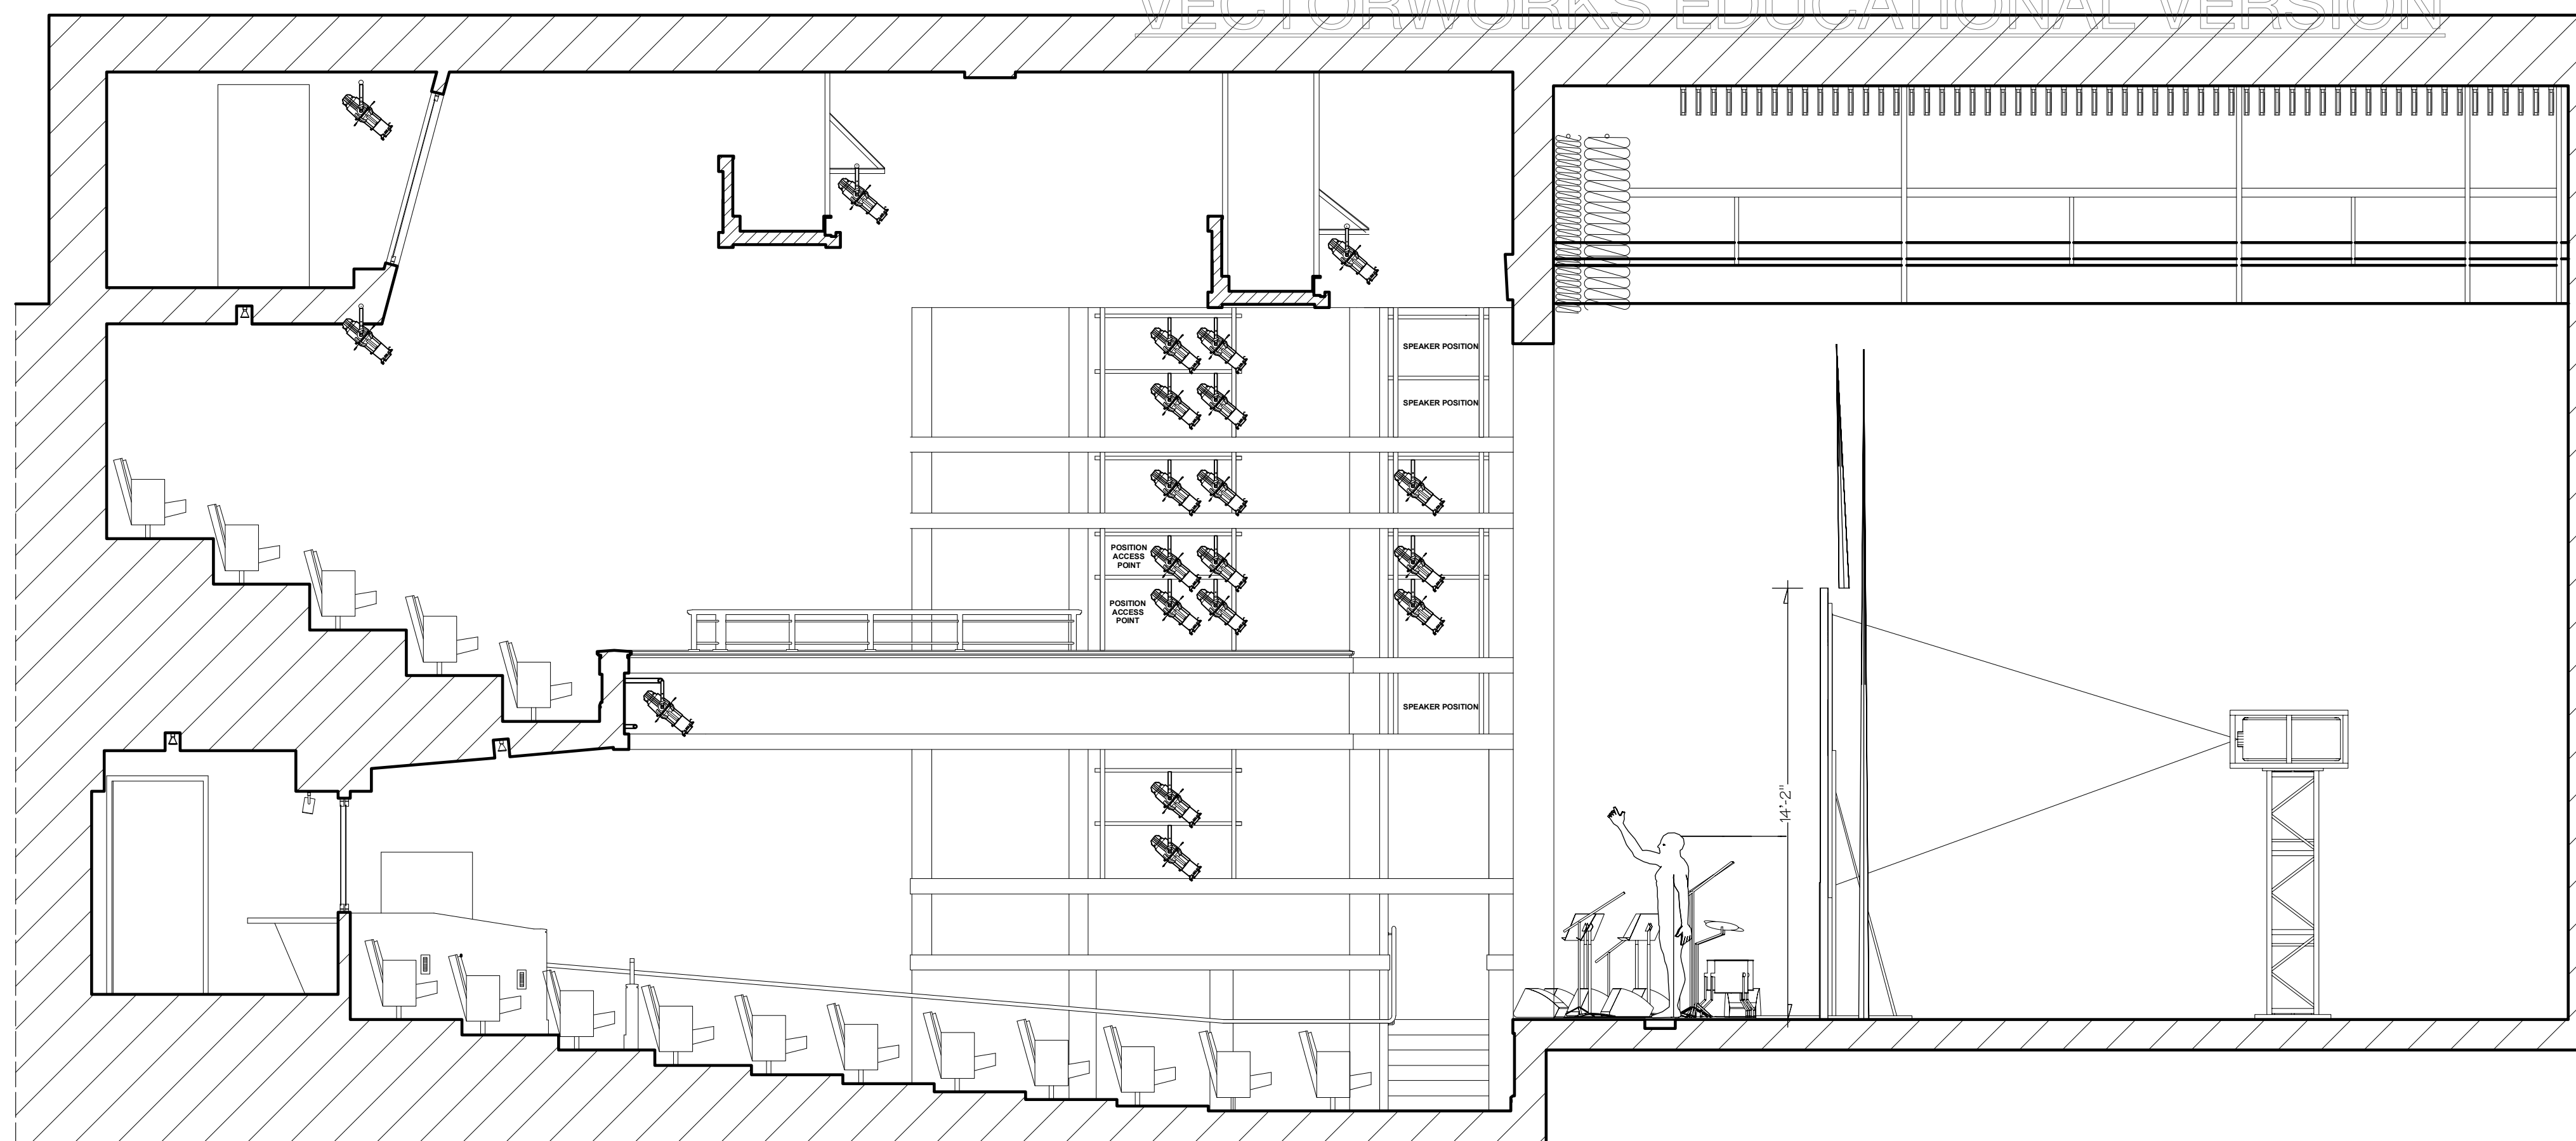 VECTORWORKS EDUCATIONAL VERSION
SPEAKER POSITION
SPEAKER POSITION
POSITION
ACCESS
POINT
POSITION
ACCESS
POINT
SPEAKER POSITION
14'-2"